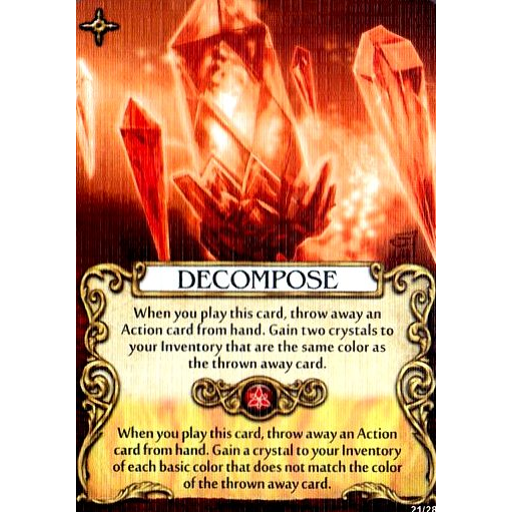 DECOMPOSE
When you play this card, throw away an
Action card from hand. Gain two crystals to
your Inventory that are the same color as
the thrown away card.
When you play this card, throw away an Action
card from hand. Gain a crystal to your Inventory
of each basic color that does not match the color
of the thrown away card.
21/28